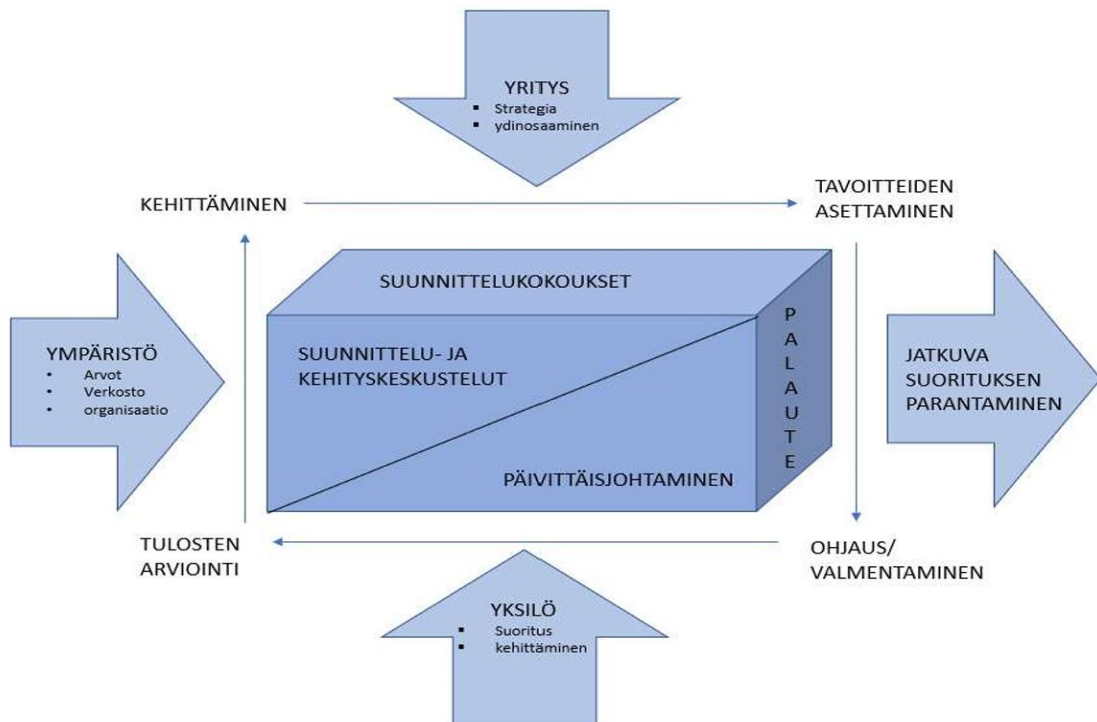 YRITYS
▪ Strategia
▪ ydinosaaminen
KEHITTÄMINEN
TAVOITTEIDEN
ASETTAMINEN
SUUNNITTELUKOKOUKSET
YMPÄRISTÖ
• Arvot
• Verkosto
• organisaatio
SUUNNITTELU- JA
KEHITYSKESKUSTELUT
PÄIVITTÄISJOHTAMINEN
PALAUTE
JATKUVA
SUORITUKSEN
PARANTAMINEN
TULOSTEN
ARVIOINTI
OHJAUS/
VALMENTAMINEN
YKSILÖ
▪ Suoritus
▪ kehittäminen